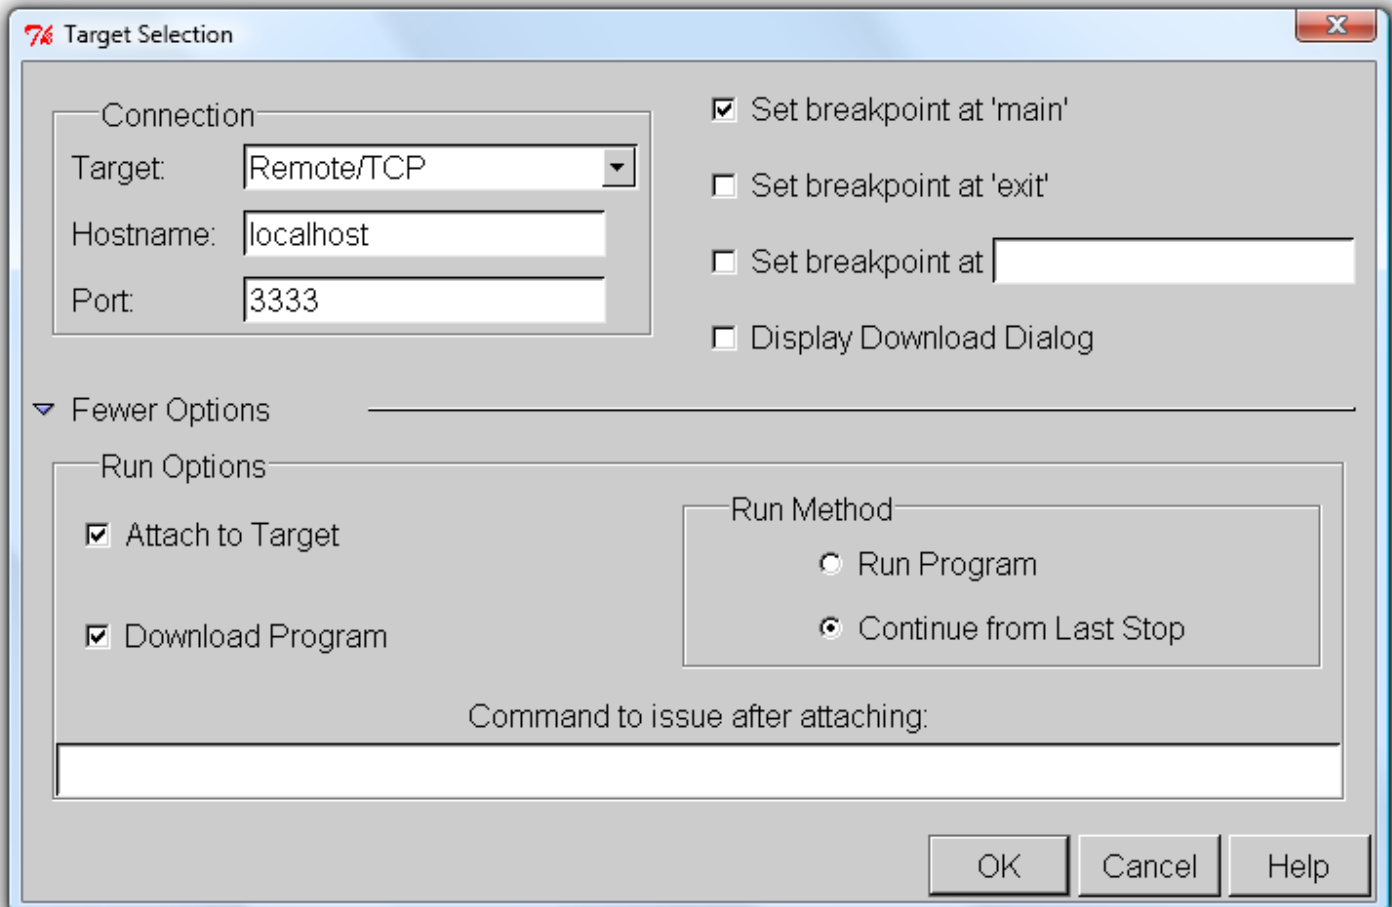 Target Selection
Connection
Target: Remote/TCP
Hostname: localhost
Port: 3333
Set breakpoint at 'main'
Set breakpoint at 'exit'
Set breakpoint at
Display Download Dialog
Fewer Options
Run Options
Attach to Target
Download Program
Run Method
Run Program
Continue from Last Stop
Command to issue after attaching:
OK Cancel Help